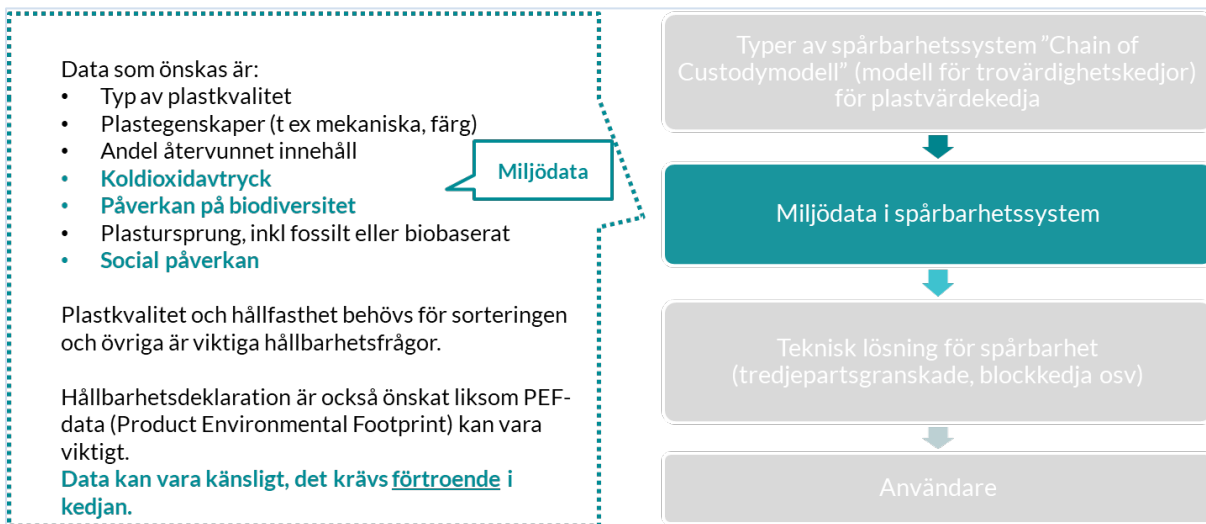 Data som önskas är:
• Typ av plastkvalitet
• Plastegenskaper (t ex mekaniska, färg)
• Andel återvunnet innehåll
• Koldioxidavtryck
• Påverkan på biodiversitet
• Plastursprung, inkl fossilt eller biobaserat
• Social påverkan
Plastkvalitet och hållfasthet behövs för sorteringen
och övriga är viktiga hållbarhetsfrågor.
Hållbarhetsdeklaration är också önskat liksom PEF-
data (Product Environmental Footprint) kan vara
viktigt.
Data kan vara känsligt, det krävs förtroende i
kedjan.
Miljödata
Typer av spårbarhetssystem ”Chain of
Custodymodell” (modell för trovärdighetskedjor)
för plastvärdekedja
Miljödata i spårbarhetssystem
Teknisk lösning för spårbarhet
(tredjepartsgranskade, blockkedja osv)
Användare